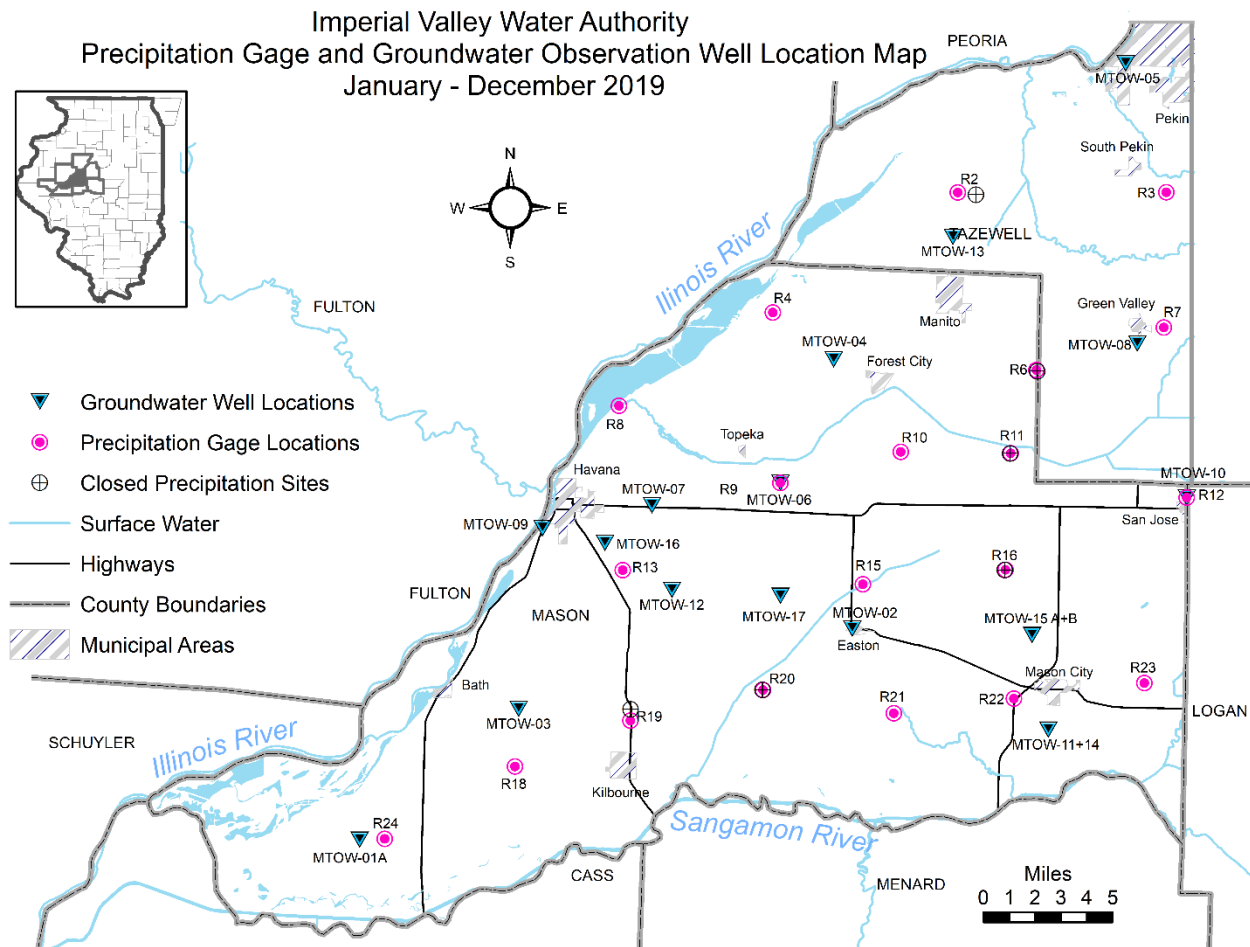 Imperial Valley Water Authority
Precipitation Gage and Groundwater Observation Well Location Map
January - December 2019
PEORIA
MTOW-05
Pekin
South Pekin
N
W E
S
R2
R3
TAZEWELL
MTOW-13
Illinois River
FULTON
R4
Manito
Green Valley
R7
MTOW-04
MTOW-08
Forest City
R6
Groundwater Well Locations
Precipitation Gage Locations
Closed Precipitation Sites
Surface Water
Highways
County Boundaries
Municipal Areas
R8
Topeka
R10
R11
Havana
MTOW-10
R9
MTOW-06
MTOW-07
R12
San Jose
MTOW-09
MTOW-16
R13
R16
R15
FULTON
MASON
MTOW-12
MTOW-17
MTOW-02
MTOW-15 A+B
Easton
Mason City
R23
Bath
R20
R22
R21
MTOW-03
R19
LOGAN
SCHUYLER
Illinois River
MTOW-11+14
R18
Kilbourne
R24
Sangamon River
MTOW-01A
CASS
MENARD
Miles
0 1 2 3 4 5